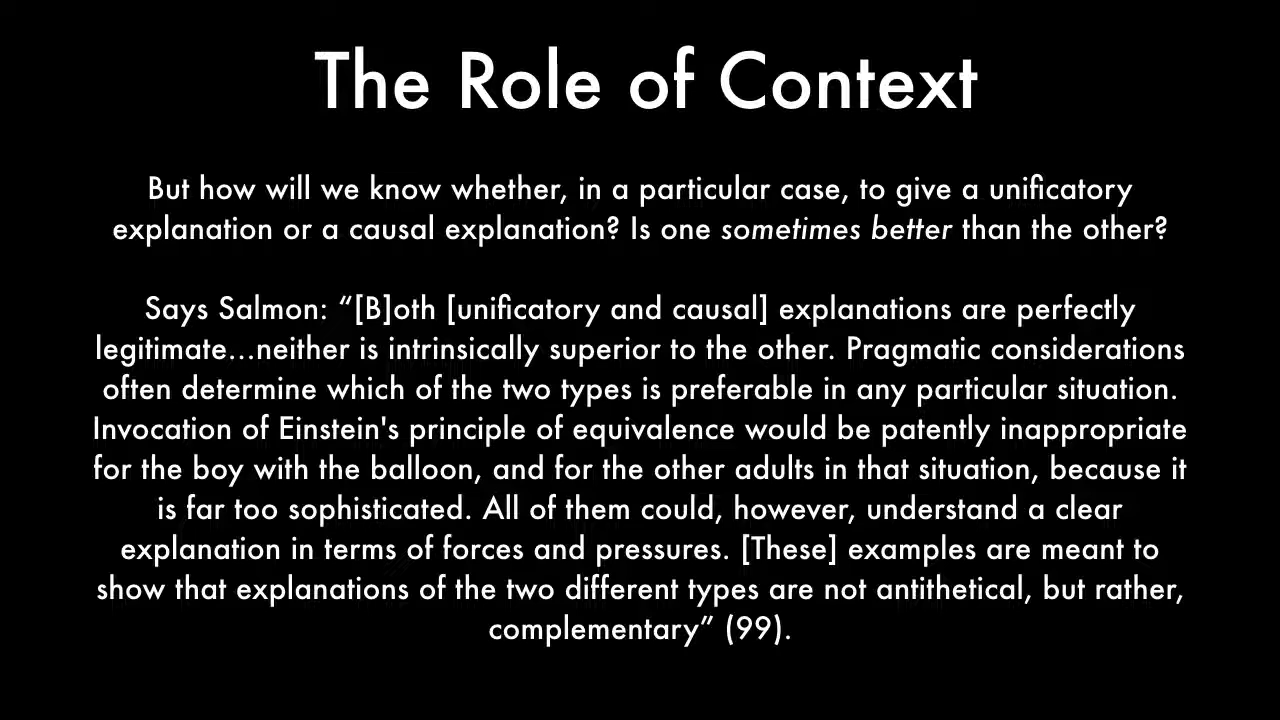 The Role of Context
But how will we know whether, in a particular case, to give a unificatory
explanation or a causal explanation? Is one sometimes better than the other?
Says Salmon: “[B]oth [unificatory and causal] explanations are perfectly
legitimate...neither is intrinsically superior to the other. Pragmatic considerations
often determine which of the two types is preferable in any particular situation.
Invocation of Einstein's principle of equivalence would be patently inappropriate
for the boy with the balloon, and for the other adults in that situation, because it
is far too sophisticated. All of them could, however, understand a clear
explanation in terms of forces and pressures. [These] examples are meant to
show that explanations of the two different types are not antithetical, but rather,
complementary” (99).